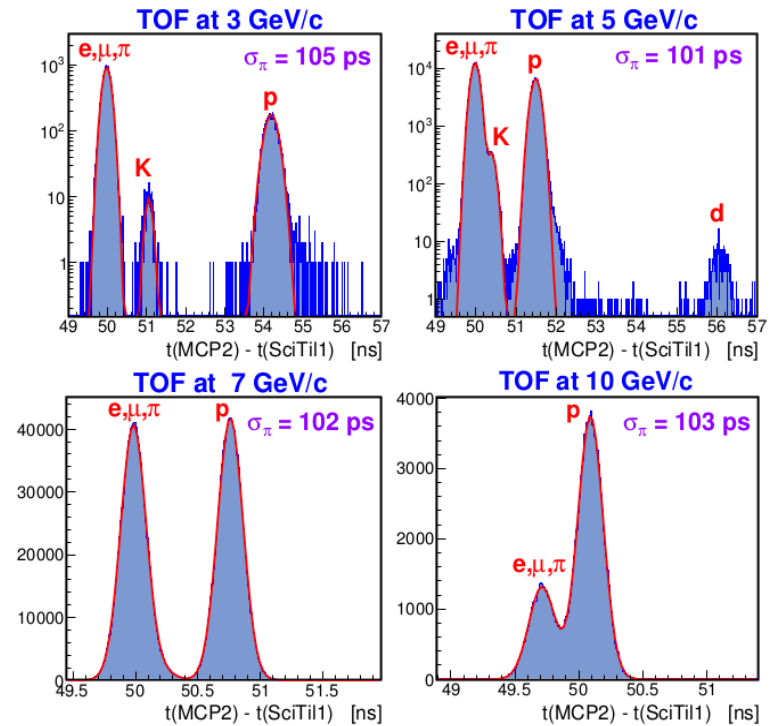 TOF at 3 GeV/c
e,μ,π
σπ = 105 ps
K
p
10³
10²
10
1
49 50 51 52 53 54 55 56 57
t(MCP2) - t(SciTil1) [ns]
TOF at 5 GeV/c
e,μ,π
σπ = 101 ps
p
K
d
10⁴
10³
10²
10
1
49 50 51 52 53 54 55 56 57
t(MCP2) - t(SciTil1) [ns]
TOF at 7 GeV/c
e,μ,π
p
σπ = 102 ps
40000
30000
20000
10000
0
49.5 50 50.5 51 51.5
t(MCP2) - t(SciTil1) [ns]
TOF at 10 GeV/c
p
σπ = 103 ps
e,μ,π
4000
3000
2000
1000
0
49 49.5 50 50.5 51
t(MCP2) - t(SciTil1) [ns]